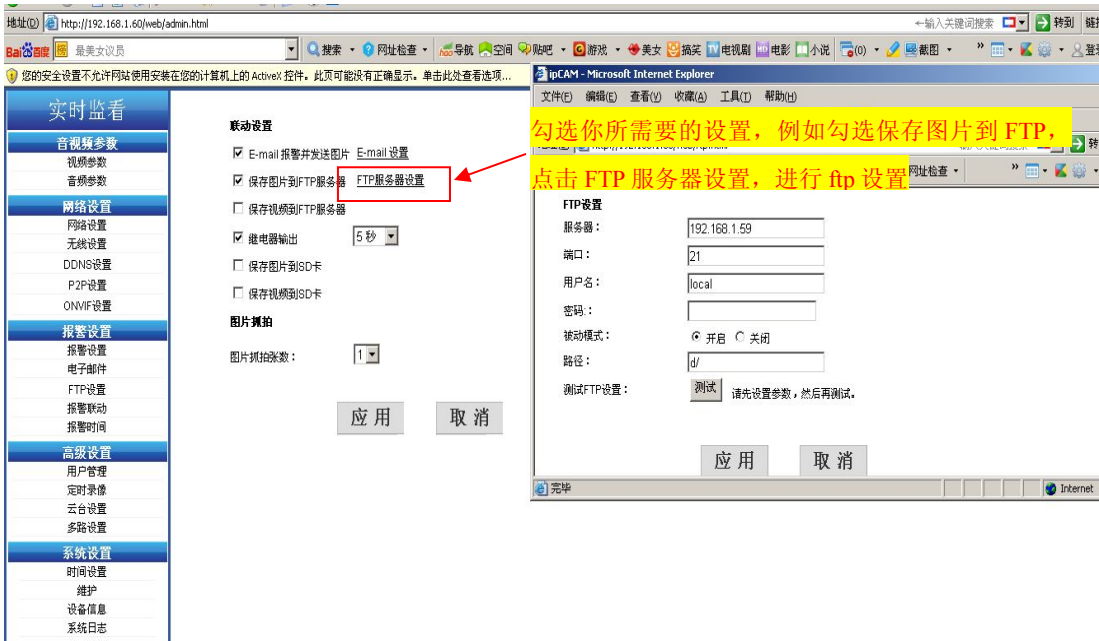 地址(D) http://192.168.1.60/web/admin.html ←输入关键词搜索 转到 链接
Bai 百度 最美女议员 搜索 网址检查 hao导航 空间 贴吧 游戏 美女 搞笑 电视剧 电影 小说 (0) 截图 » 登录
您的安全设置不允许网站使用安装在您的计算机上的 ActiveX 控件。此页可能没有正确显示。单击此处查看选项...
实时监看
音视频参数
视频参数
音频参数
网络设置
网络设置
无线设置
DDNS设置
P2P设置
ONVIF设置
报警设置
报警设置
电子邮件
FTP设置
报警联动
报警时间
高级设置
用户管理
定时录像
云台设置
多路设置
系统设置
时间设置
维护
设备信息
系统日志
联动设置
E-mail 报警并发送图片 E-mail 设置
保存图片到FTP服务器 FTP服务器设置
保存视频到FTP服务器
继电器输出 5 秒
保存图片到SD卡
保存视频到SD卡
图片抓拍
图片抓拍张数： 1
应 用 取 消
ipCAM - Microsoft Internet Explorer
文件(F) 编辑(E) 查看(V) 收藏(A) 工具(T) 帮助(H)
勾选你所需要的设置，例如勾选保存图片到 FTP，
转
点击 FTP 服务器设置，进行 ftp 设置
网址检查 »
FTP设置
服务器： 192.168.1.59
端口： 21
用户名： local
密码:：
被动模式： 开启 关闭
路径： d/
测试FTP设置： 测试 请先设置参数，然后再测试。
应 用 取 消
完毕 Internet